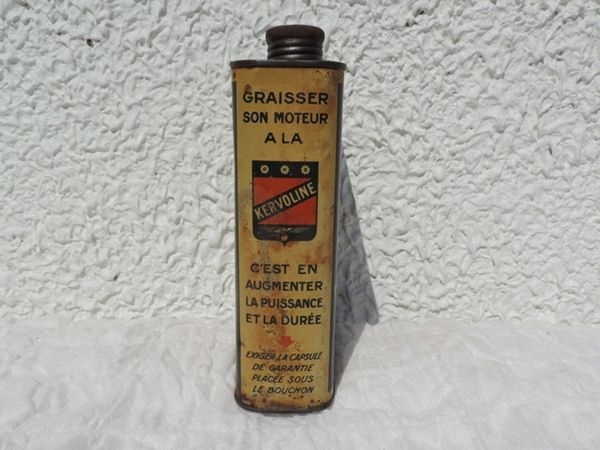 GRAISSER
SON MOTEUR
A LA
KERVOLINE
C'EST EN
AUGMENTER
LA PUISSANCE
ET LA DURÉE
EXIGER LA CAPSULE
DE GARANTIE
PLACÉE SOUS
LE BOUCHON